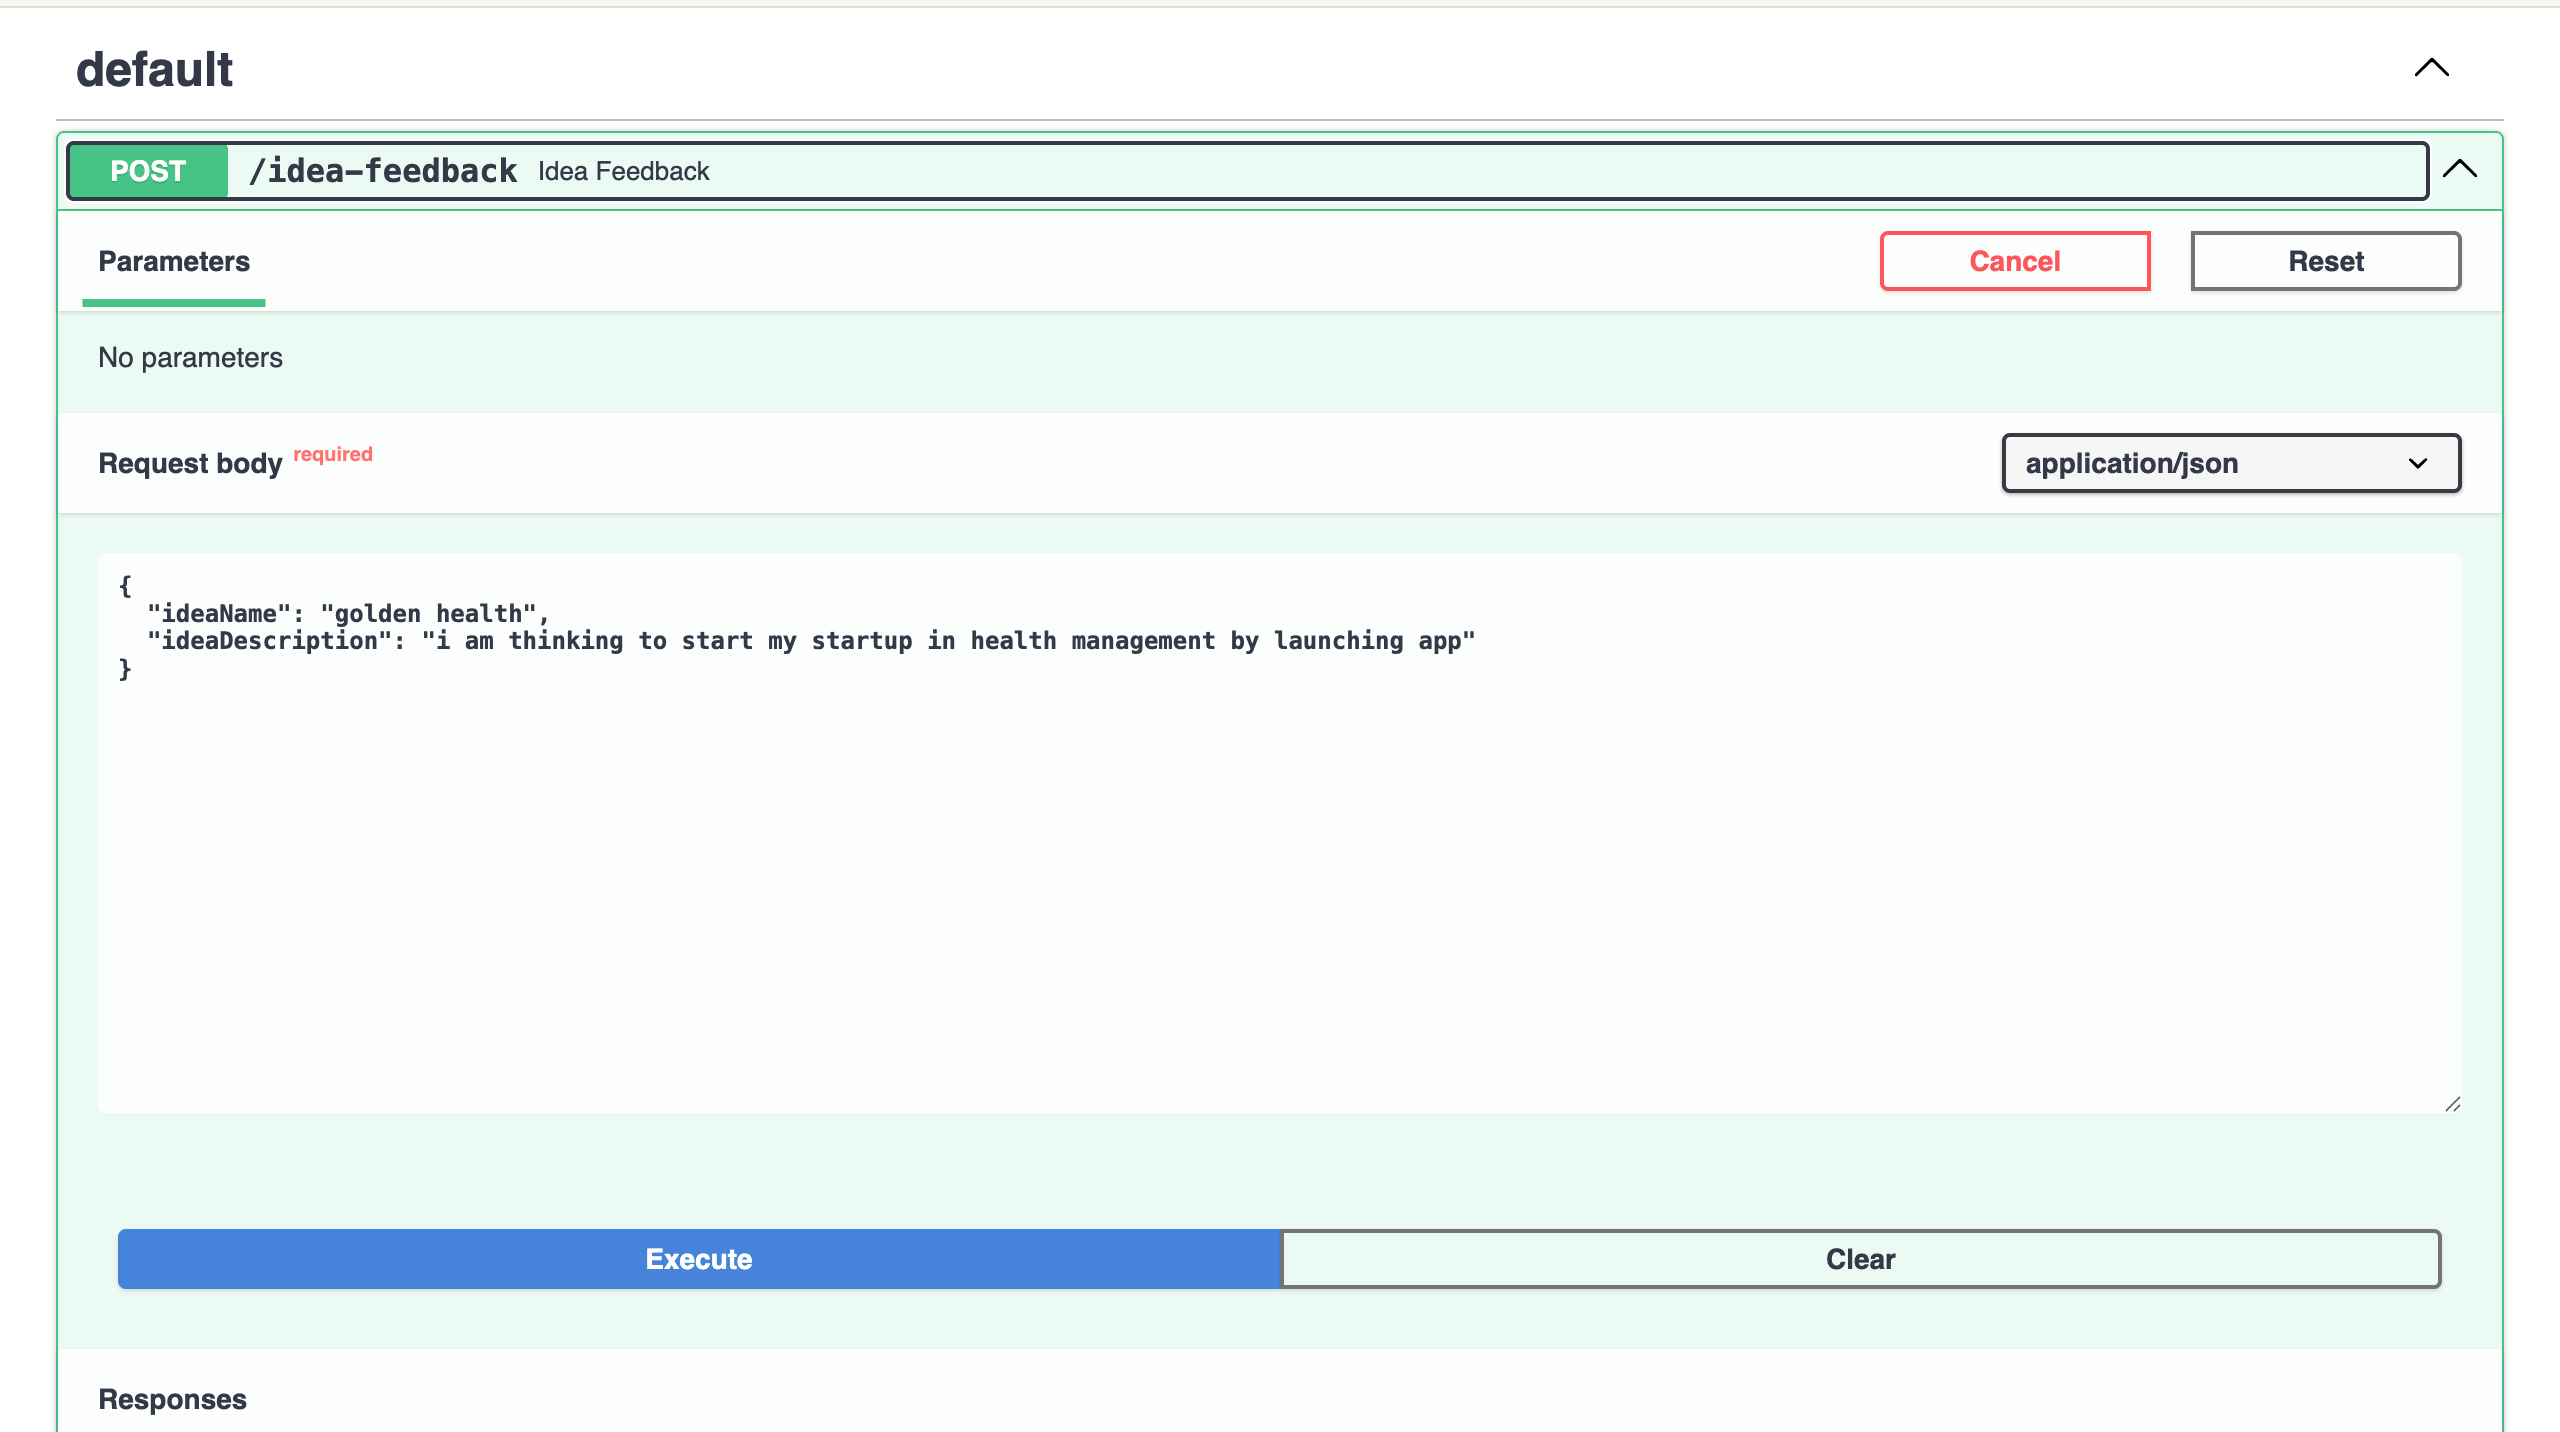 default
POST /idea-feedback Idea Feedback
Parameters Cancel Reset
No parameters
Request body required application/json
{
  "ideaName": "golden health",
  "ideaDescription": "i am thinking to start my startup in health management by launching app"
}
Execute Clear
Responses